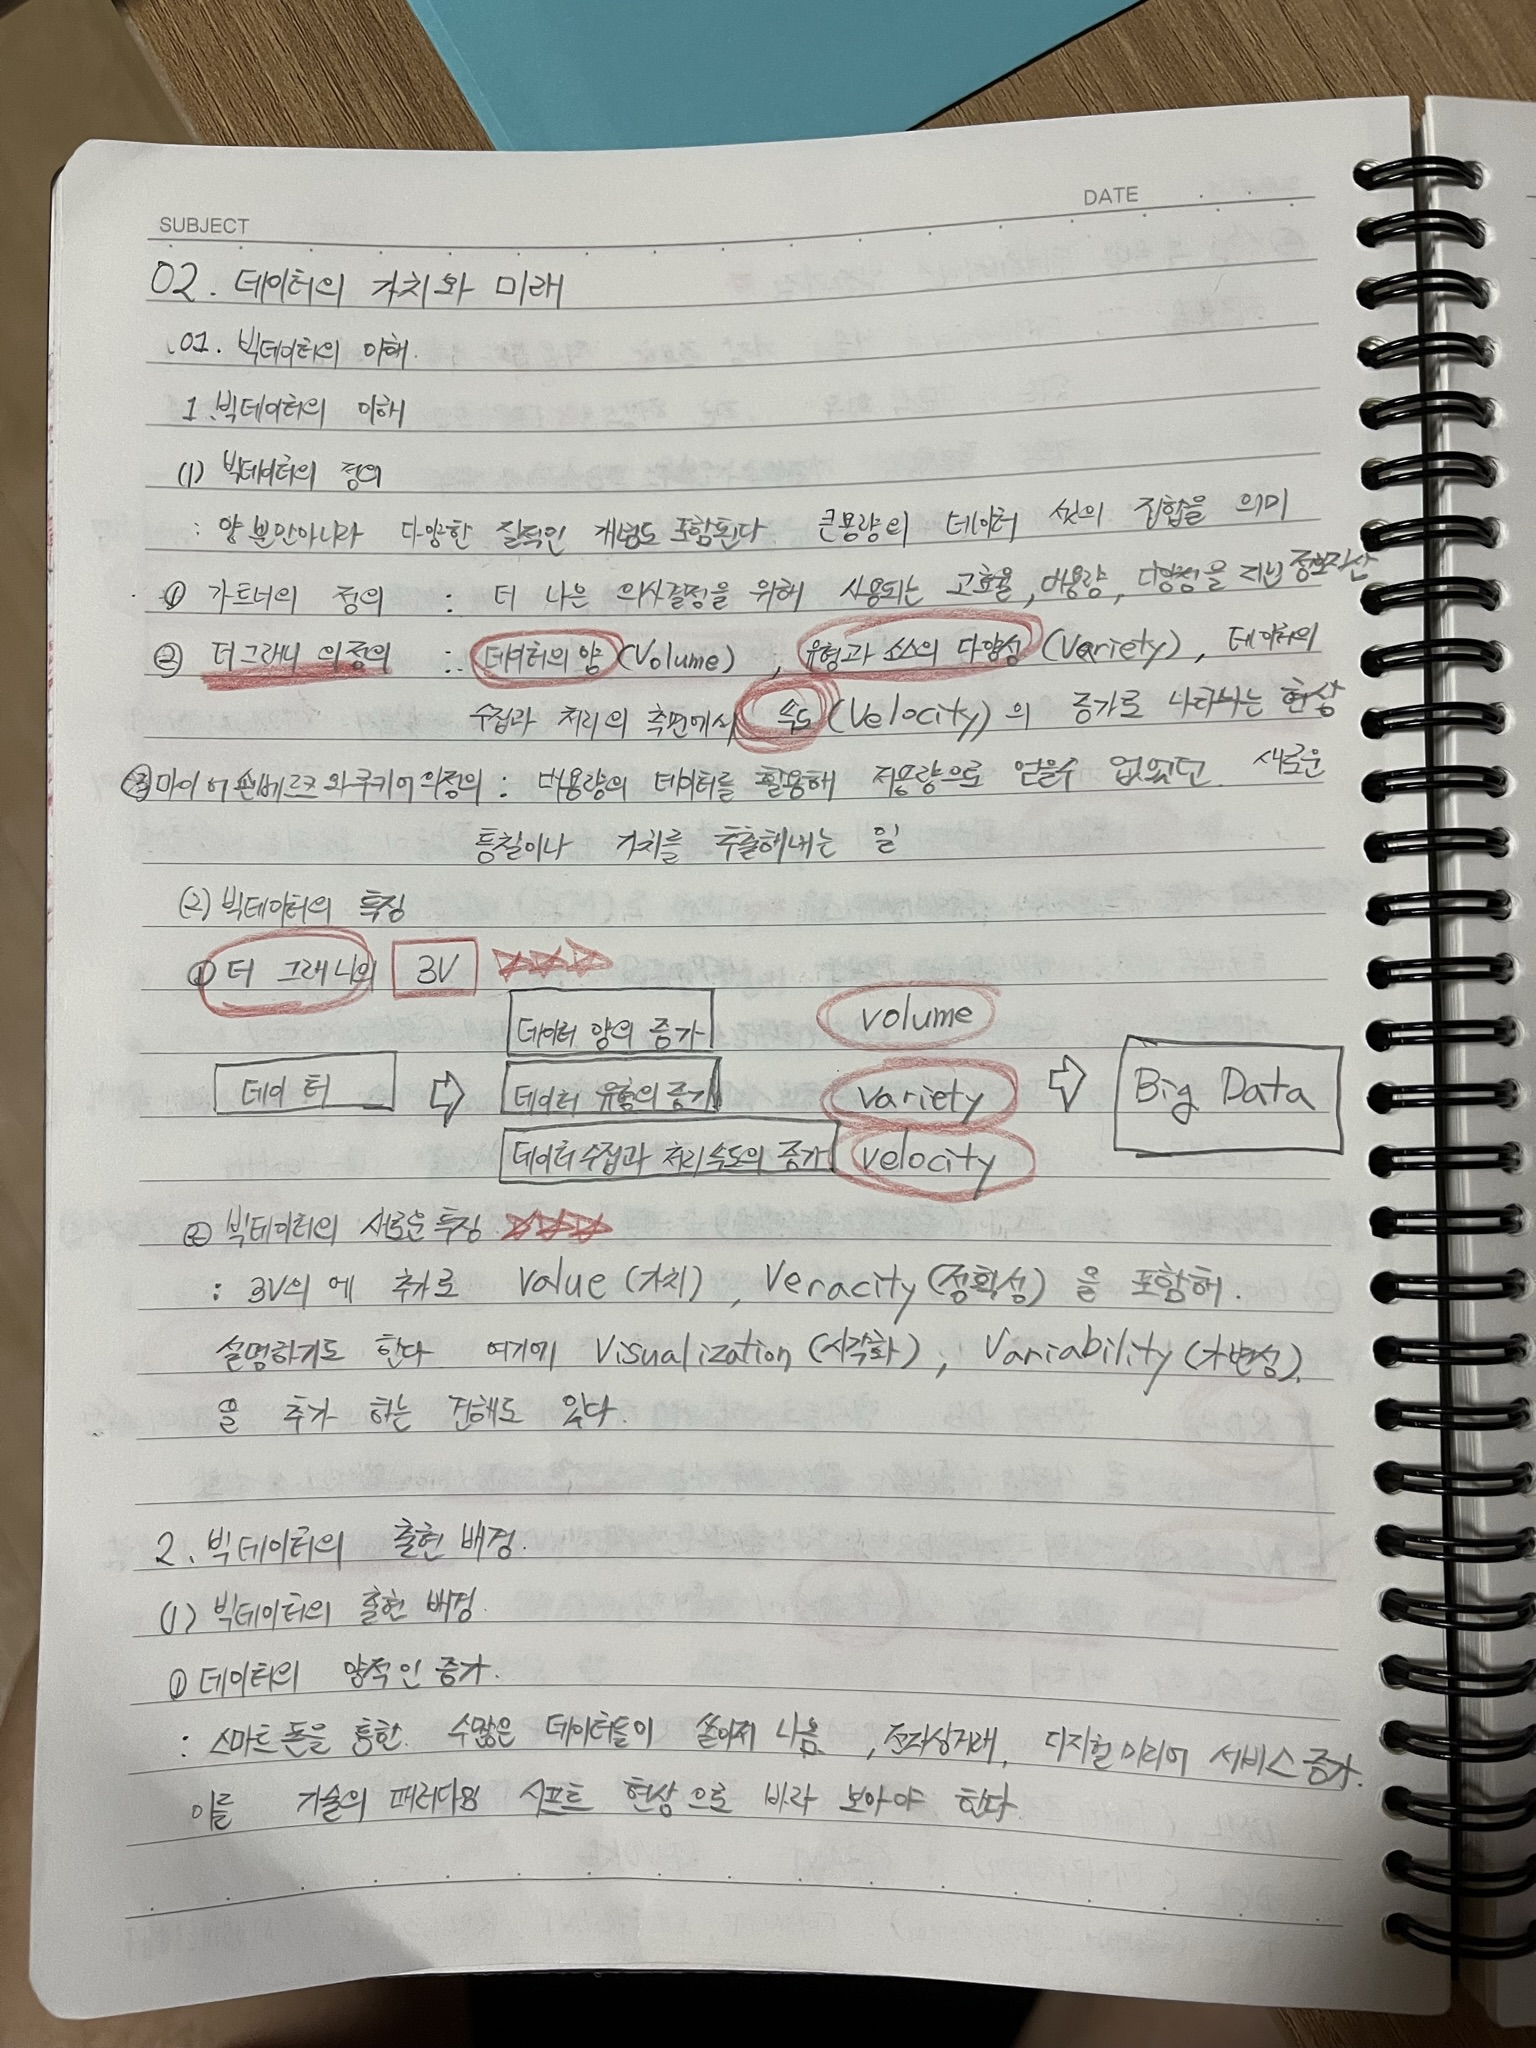 SUBJECT
DATE
02. 데이터의 가치와 미래
.01. 빅데이터의 이해.
1. 빅데이터의 이해
(1) 빅데이터의 정의
: 양 뿐만아니라 다양한 질적인 개념도 포함된다 큰용량의 데이터 셋의 집합을 의미
① 가트너의 정의 : 더 나은 의사결정을 위해 사용되는 고효율, 대용량, 다양성을 지닌 정보자산
② 더그래니 의정의 : 데이터의 양 (Volume), 유형과 소스의 다양성 (Variety), 데이터의
수집과 처리의 측면에서 속도 (Velocity)의 증가로 나타나는 현상
③ 마이어 쇤베르크 와쿠키어의정의 : 대용량의 데이터를 활용해 저용량으로 얻을수 없었던 새로운
통찰이나 가치를 추출해내는 일
(2) 빅데이터의 특징
① 더 그래니의 3V
데이터 양의 증가 volume
데이터 데이터 유형의 증가 variety Big Data
데이터 수집과 처리 속도의 증가 velocity
② 빅데이터의 새로운 특징
: 3V의 에 추가로 Value (가치), Veracity (정확성) 을 포함해.
설명하기도 한다 여기에 Visualization (시각화), Variability (가변성).
을 추가 하는 견해도 있다.
2. 빅데이터의 출현 배경.
(1) 빅데이터의 출현 배경.
① 데이터의 양적인 증가.
: 스마트폰을 통한 수많은 데이터들이 쏟아져 나옴, 전자상거래, 디지털미디어 서비스 증가.
이를 기술의 패러다임 시프트 현상으로 바라 보아야 한다.